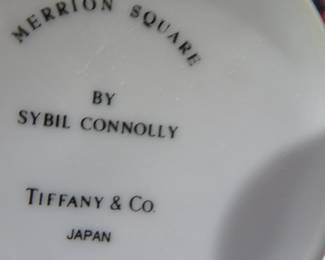 MERRION SQUARE
BY
SYBIL CONNOLLY
TIFFANY & CO.
JAPAN